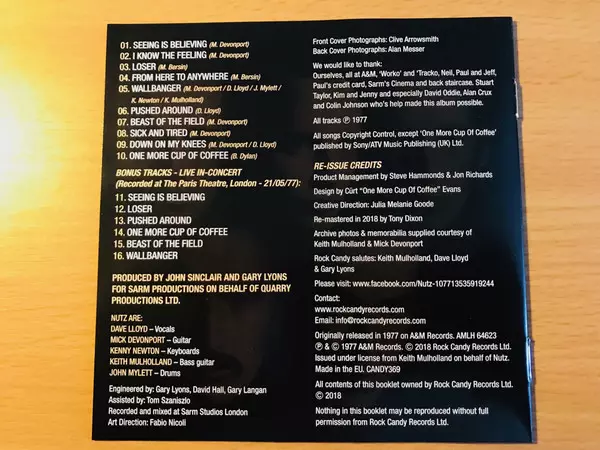 01. SEEING IS BELIEVING (M. Devonport)
02. I KNOW THE FEELING (M. Devonport)
03. LOSER (M. Bersin)
04. FROM HERE TO ANYWHERE (M. Bersin)
05. WALLBANGER (M. Devonport / D. Lloyd / J. Mylett /
K. Newton / K. Mulholland)
06. PUSHED AROUND (D. Lloyd)
07. BEAST OF THE FIELD (M. Devonport)
08. SICK AND TIRED (M. Devonport)
09. DOWN ON MY KNEES (M. Devonport / D. Lloyd)
10. ONE MORE CUP OF COFFEE (B. Dylan)
BONUS TRACKS - LIVE IN-CONCERT
(Recorded at The Paris Theatre, London - 21/05/77):
11. SEEING IS BELIEVING
12. LOSER
13. PUSHED AROUND
14. ONE MORE CUP OF COFFEE
15. BEAST OF THE FIELD
16. WALLBANGER
PRODUCED BY JOHN SINCLAIR AND GARY LYONS
FOR SARM PRODUCTIONS ON BEHALF OF QUARRY
PRODUCTIONS LTD.
NUTZ ARE:
DAVE LLOYD – Vocals
MICK DEVONPORT – Guitar
KENNY NEWTON – Keyboards
KEITH MULHOLLAND – Bass guitar
JOHN MYLETT – Drums
Engineered by: Gary Lyons, David Hall, Gary Langan
Assisted by: Tom Szaniszlo
Recorded and mixed at Sarm Studios London
Art Direction: Fabio Nicoli
Front Cover Photographs: Clive Arrowsmith
Back Cover Photographs: Alan Messer
We would like to thank:
Ourselves, all at A&M, 'Worko' and 'Tracko, Neil, Paul and Jeff,
Paul's credit card, Sarm's Cinema and back staircase. Stuart
Taylor, Kim and Jenny and especially David Oddie, Alan Crux
and Colin Johnson who's help made this album possible.
All tracks ℗ 1977
All songs Copyright Control, except 'One More Cup Of Coffee'
published by Sony/ATV Music Publishing (UK) Ltd.
RE-ISSUE CREDITS
Product Management by Steve Hammonds & Jon Richards
Design by Cürt "One More Cup Of Coffee" Evans
Creative Direction: Julia Melanie Goode
Re-mastered in 2018 by Tony Dixon
Archive photos & memorabilia supplied courtesy of
Keith Mulholland & Mick Devonport
Rock Candy salutes: Keith Mulholland, Dave Lloyd
& Gary Lyons
Please visit: www.facebook.com/Nutz-107713535919244
Contact:
www.rockcandyrecords.com
Email: info@rockcandyrecords.com
Originally released in 1977 on A&M Records. AMLH 64623
℗ & © 1977 A&M Records. © 2018 Rock Candy Records Ltd.
Issued under license from Keith Mulholland on behalf of Nutz.
Made in the EU. CANDY369
All contents of this booklet owned by Rock Candy Records Ltd.
© 2018
Nothing in this booklet may be reproduced without full
permission from Rock Candy Records Ltd.